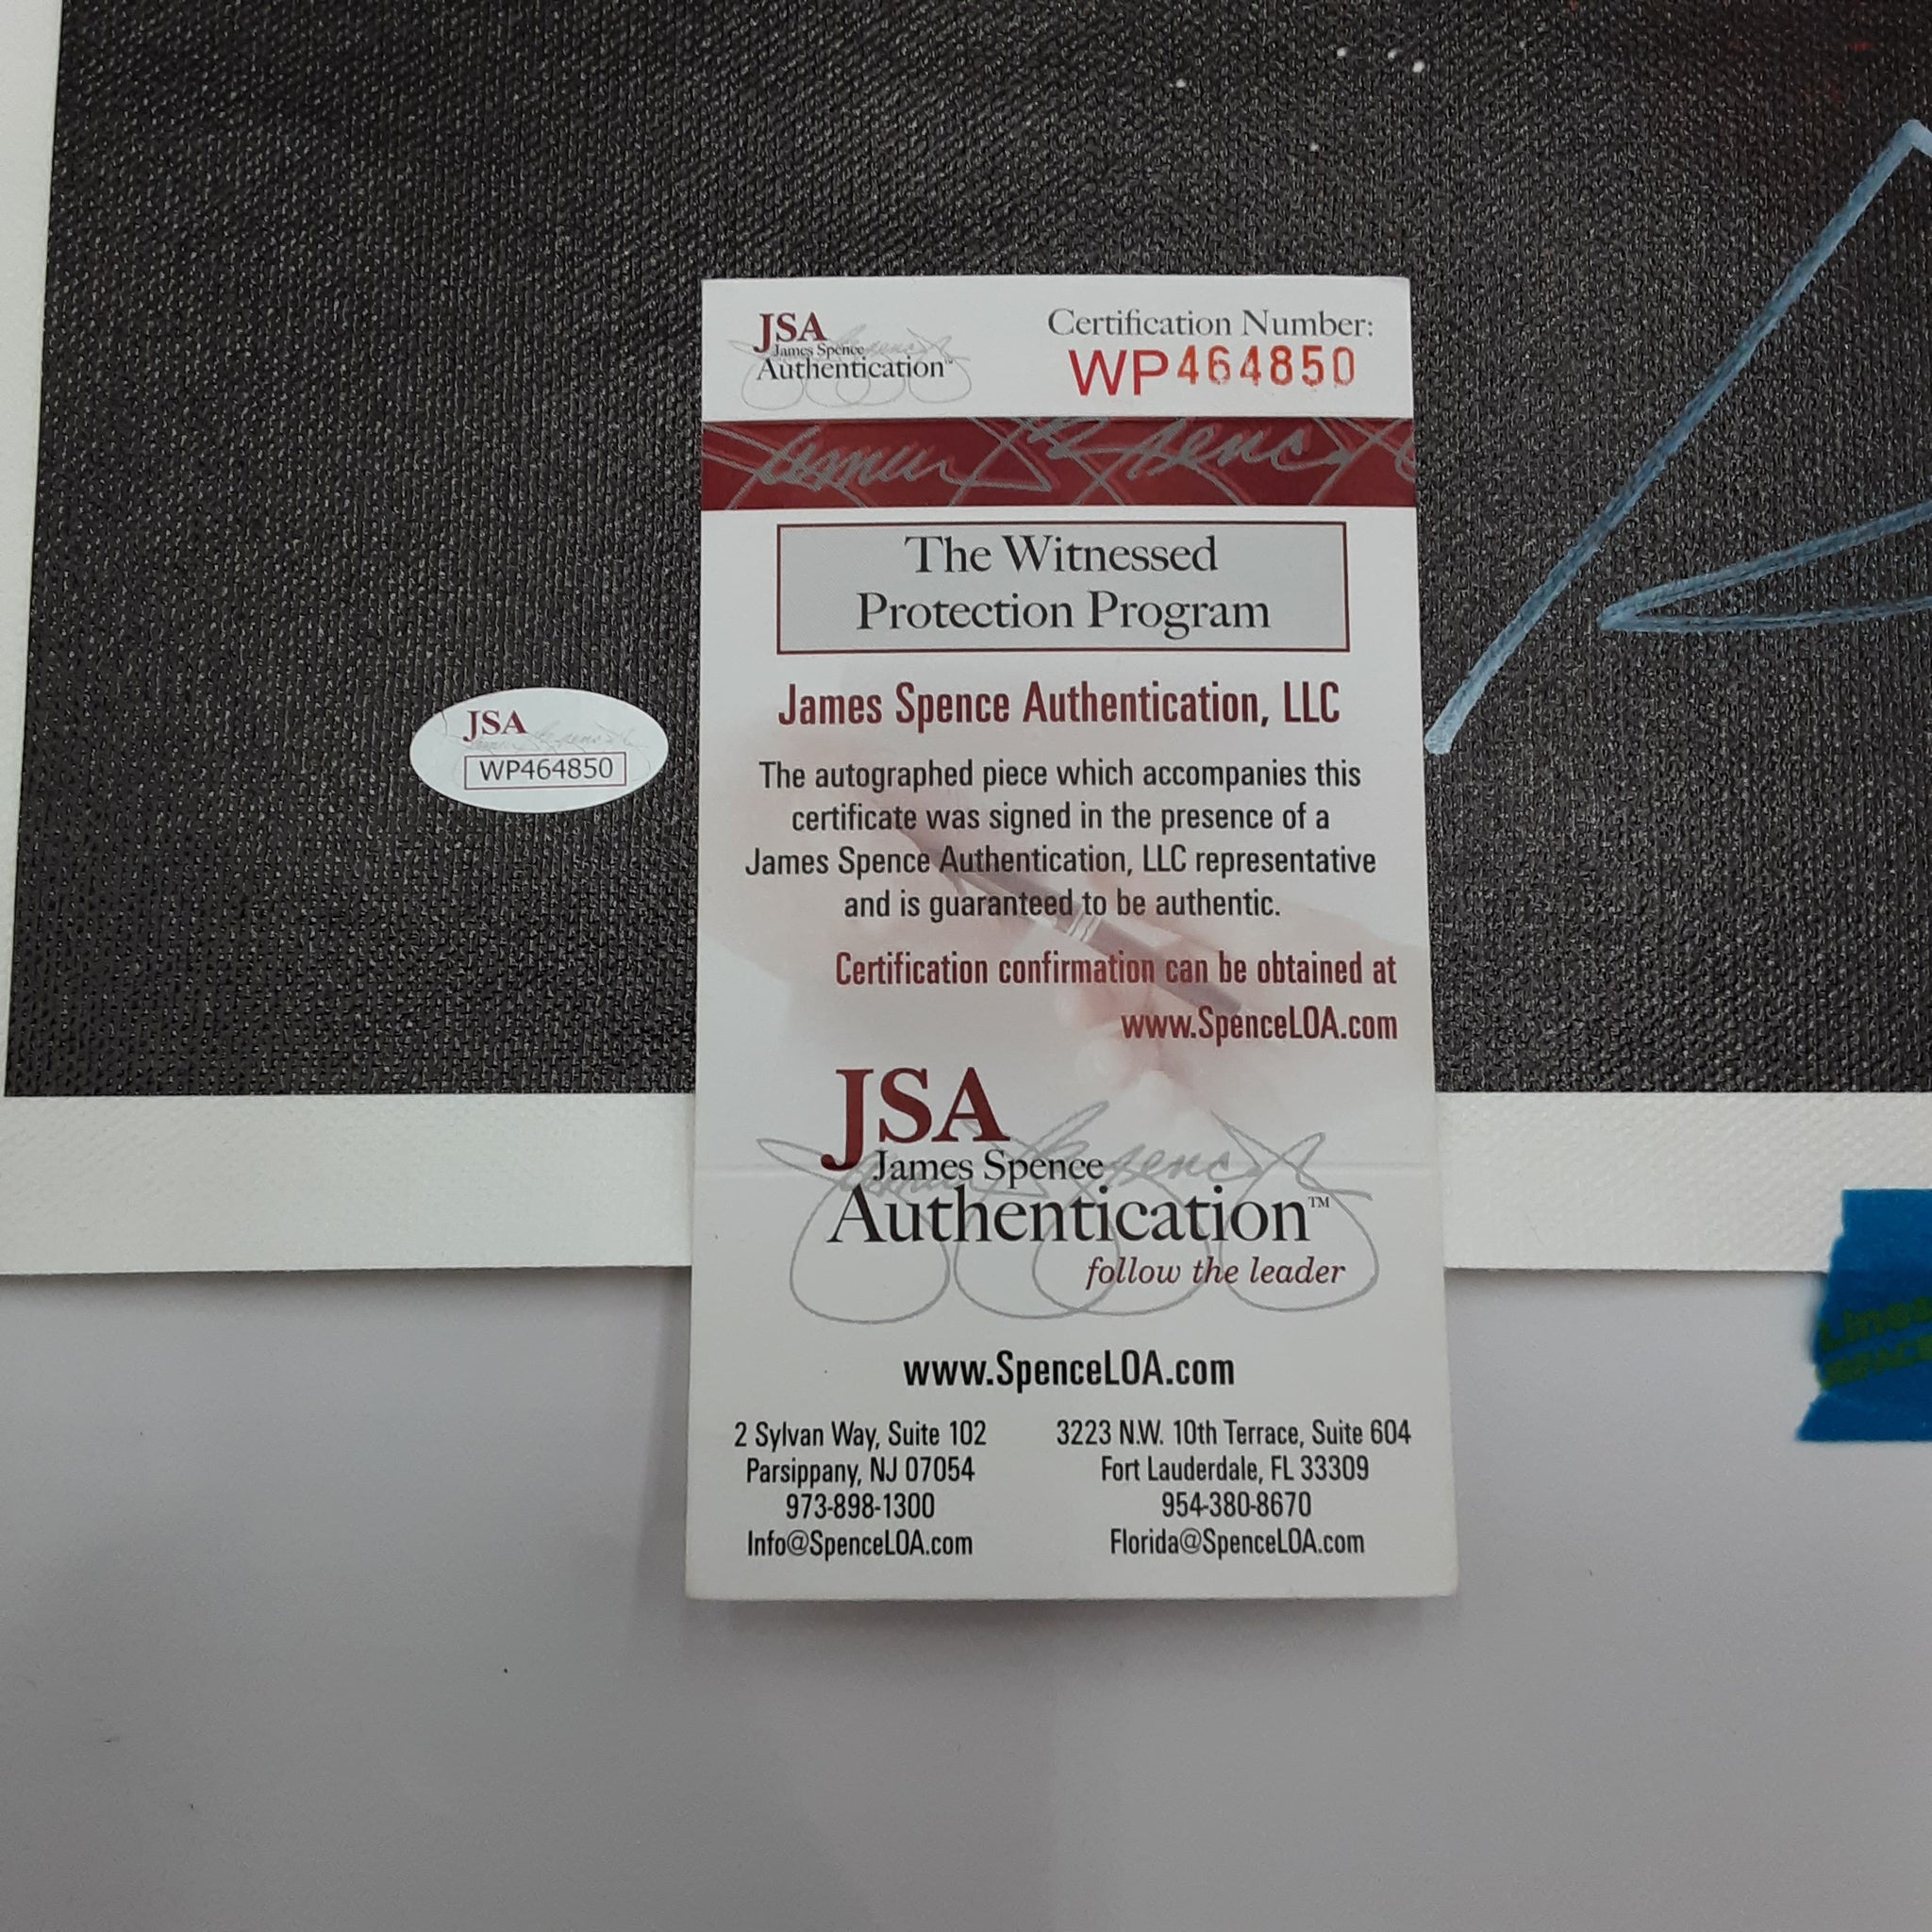 JSA
James Spence
Authentication™
Certification Number:
WP464850
The Witnessed
Protection Program
James Spence Authentication, LLC
The autographed piece which accompanies this
certificate was signed in the presence of a
James Spence Authentication, LLC representative
and is guaranteed to be authentic.
Certification confirmation can be obtained at
www.SpenceLOA.com
JSA
James Spence
Authentication™
follow the leader
www.SpenceLOA.com
2 Sylvan Way, Suite 102
Parsippany, NJ 07054
973-898-1300
Info@SpenceLOA.com
3223 N.W. 10th Terrace, Suite 604
Fort Lauderdale, FL 33309
954-380-8670
Florida@SpenceLOA.com
JSA
WP464850